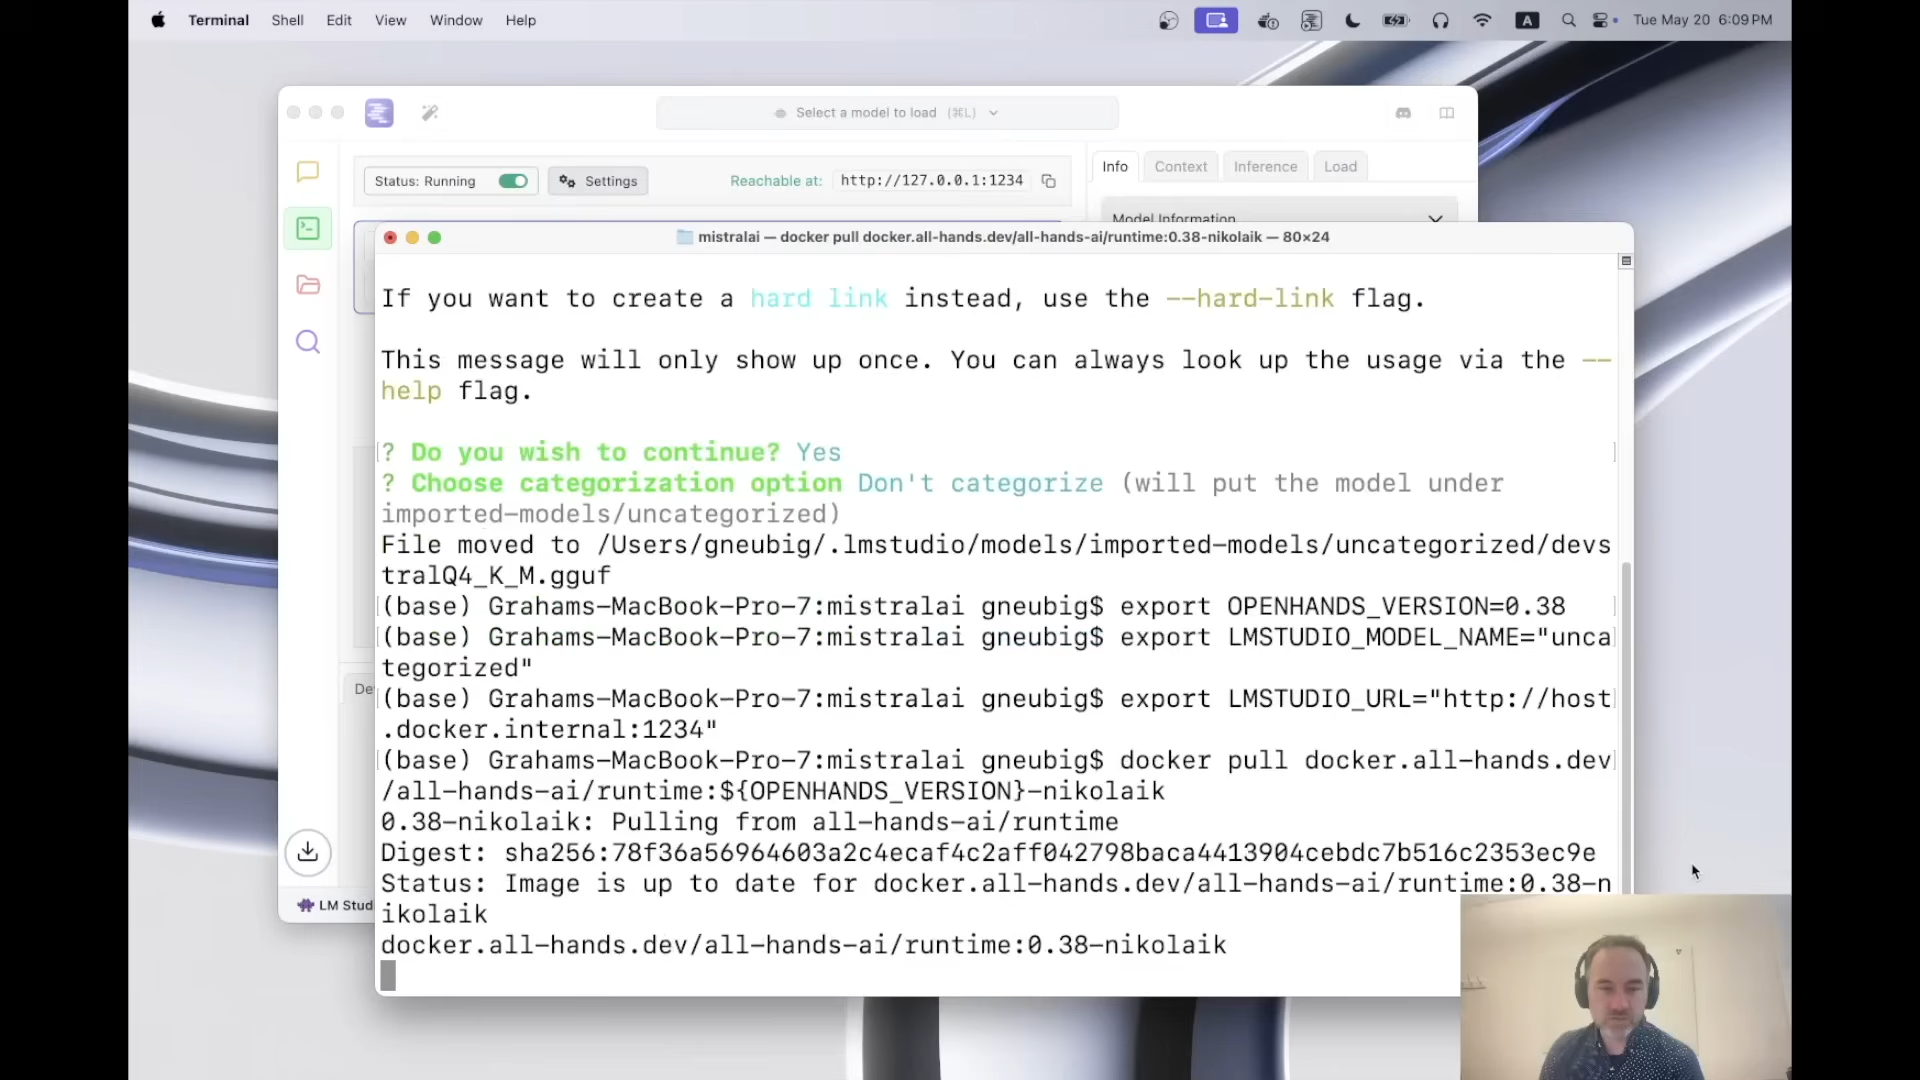 Terminal Shell Edit View Window Help
A Tue May 20 6:09 PM
Select a model to load (⌘L)
Status: Running Settings Reachable at: http://127.0.0.1:1234
Info Context Inference Load
Model Information
mistralai — docker pull docker.all-hands.dev/all-hands-ai/runtime:0.38-nikolaik — 80×24
If you want to create a hard link instead, use the --hard-link flag.
This message will only show up once. You can always look up the usage via the --
help flag.
? Do you wish to continue? Yes
? Choose categorization option Don't categorize (will put the model under
imported-models/uncategorized)
File moved to /Users/gneubig/.lmstudio/models/imported-models/uncategorized/devs
tralQ4_K_M.gguf
(base) Grahams-MacBook-Pro-7:mistralai gneubig$ export OPENHANDS_VERSION=0.38
(base) Grahams-MacBook-Pro-7:mistralai gneubig$ export LMSTUDIO_MODEL_NAME="unca
tegorized"
De
(base) Grahams-MacBook-Pro-7:mistralai gneubig$ export LMSTUDIO_URL="http://host
.docker.internal:1234"
(base) Grahams-MacBook-Pro-7:mistralai gneubig$ docker pull docker.all-hands.dev
/all-hands-ai/runtime:${OPENHANDS_VERSION}-nikolaik
0.38-nikolaik: Pulling from all-hands-ai/runtime
Digest: sha256:78f36a56964603a2c4ecaf4c2aff042798baca4413904cebdc7b516c2353ec9e
Status: Image is up to date for docker.all-hands.dev/all-hands-ai/runtime:0.38-n
ikolaik
LM Stud
docker.all-hands.dev/all-hands-ai/runtime:0.38-nikolaik